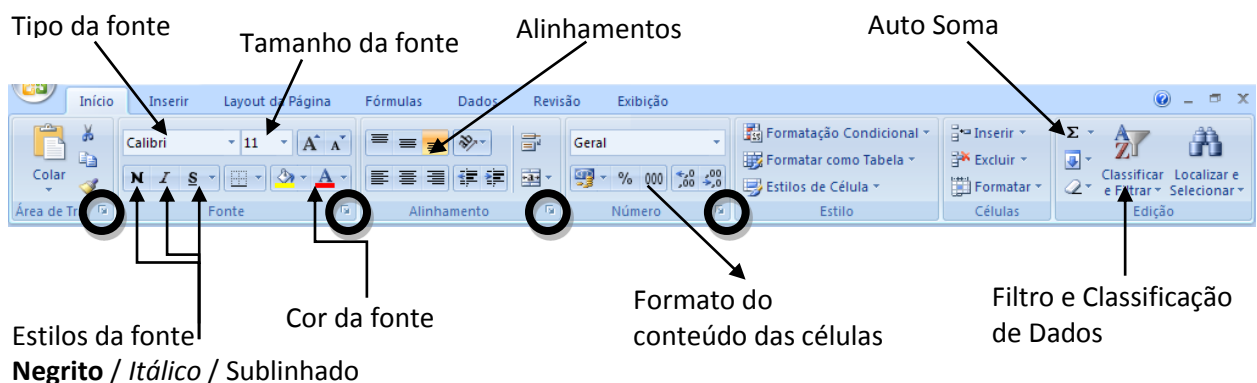 Tipo da fonte
Tamanho da fonte
Alinhamentos
Auto Soma
Início Inserir Layout da Página Fórmulas Dados Revisão Exibição
Calibri 11 A A Geral Formatação Condicional Inserir Σ
Formatar como Tabela Excluir
Colar N I S A % 000 Estilos de Célula Formatar Classificar e Filtrar Localizar e Selecionar
Área de Fonte Alinhamento Número Estilo Células Edição
Estilos da fonte
Negrito / Itálico / Sublinhado
Cor da fonte
Formato do
conteúdo das células
Filtro e Classificação
de Dados